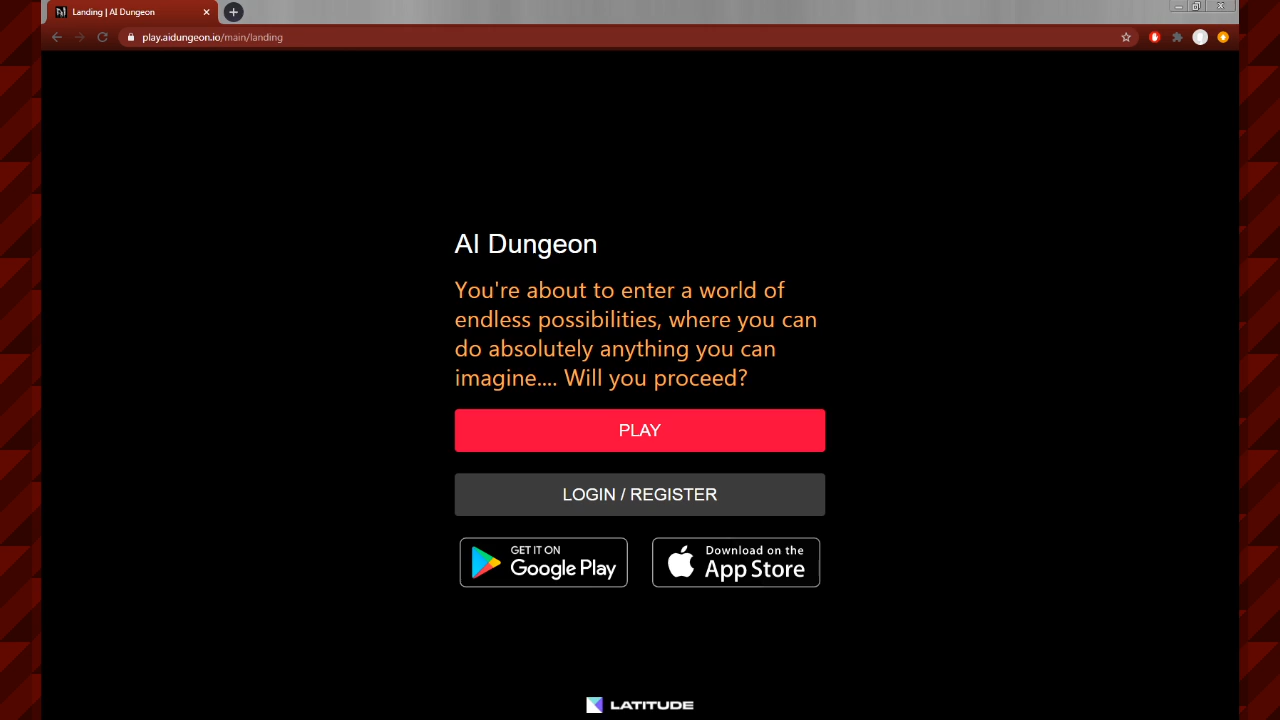 Landing | AI Dungeon
play.aidungeon.io/main/landing
AI Dungeon
You're about to enter a world of
endless possibilities, where you can
do absolutely anything you can
imagine.... Will you proceed?
PLAY
LOGIN / REGISTER
GET IT ON
Google Play
Download on the
App Store
LATITUDE